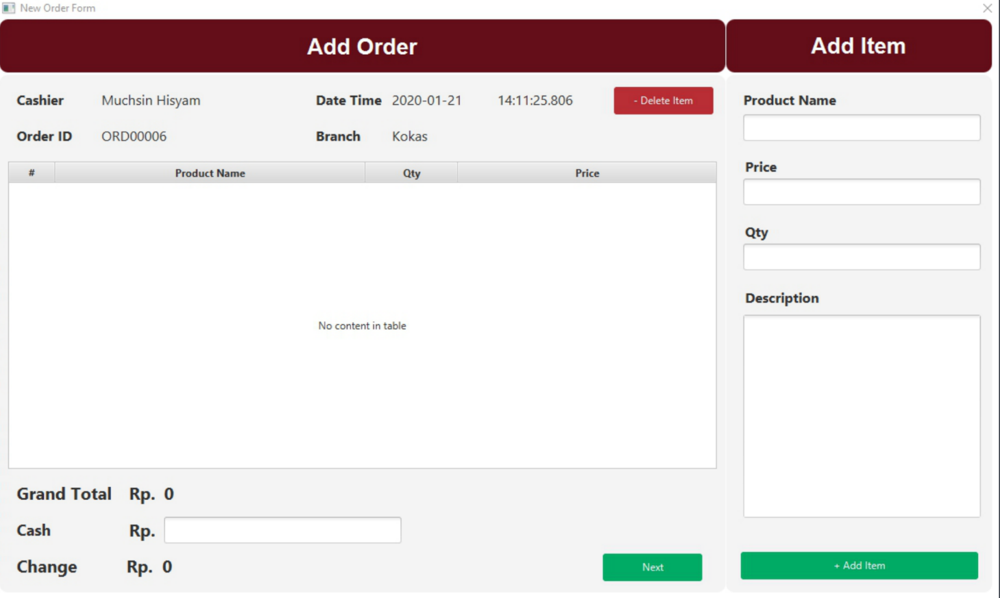 New Order Form
Add Order
Cashier Muchsin Hisyam Date Time 2020-01-21 14:11:25.806 - Delete Item
Order ID ORD00006 Branch Kokas
# Product Name Qty Price
No content in table
Grand Total Rp. 0
Cash Rp.
Change Rp. 0
Next
Add Item
Product Name
Price
Qty
Description
+ Add Item